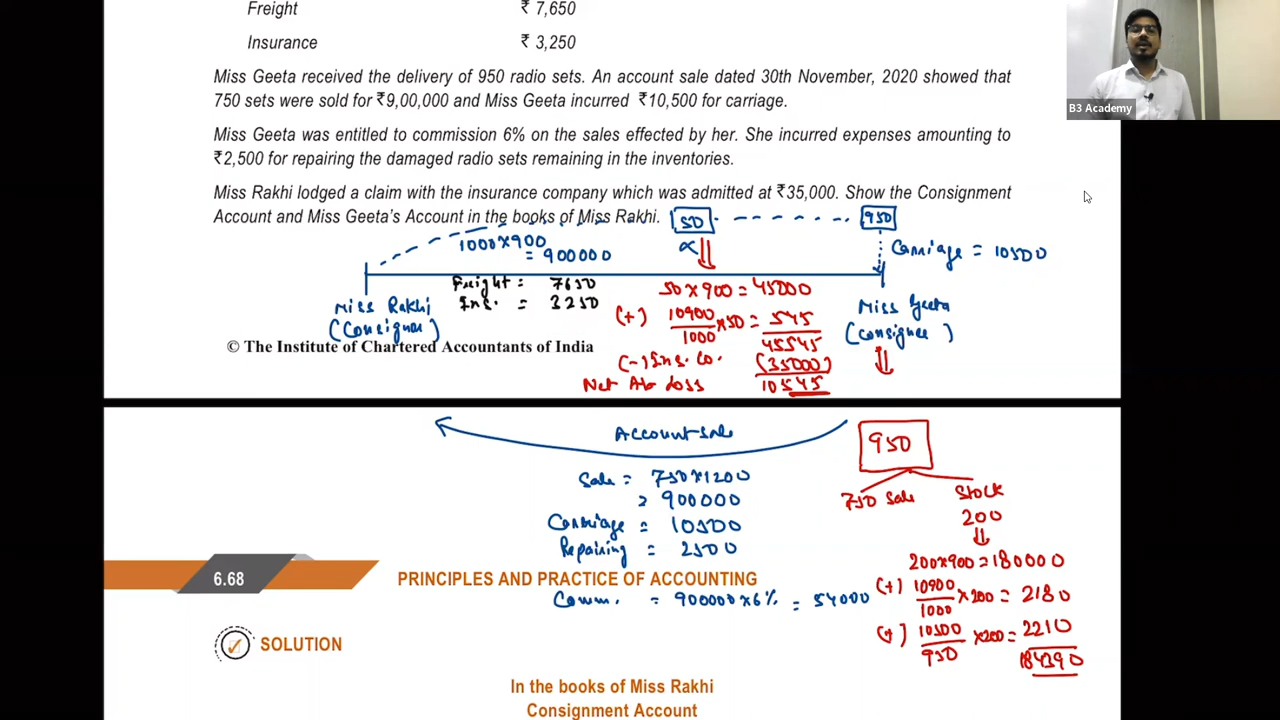 Freight ₹ 7,650
Insurance ₹ 3,250
Miss Geeta received the delivery of 950 radio sets. An account sale dated 30th November, 2020 showed that
750 sets were sold for ₹9,00,000 and Miss Geeta incurred ₹10,500 for carriage.
Miss Geeta was entitled to commission 6% on the sales effected by her. She incurred expenses amounting to
₹2,500 for repairing the damaged radio sets remaining in the inventories.
Miss Rakhi lodged a claim with the insurance company which was admitted at ₹35,000. Show the Consignment
Account and Miss Geeta's Account in the books of Miss Rakhi.
B3 Academy
50
950
1000×900
= 900000
Carriage = 10500
Freight = 7650
Ins. = 3250
Miss Rakhi
(Consignor)
50×900 = 45000
(+) 10900/1000 ×50 = 545
45545
(-) Ins. Co. (35000)
Net Ab loss 10545
Miss Geeta
(Consignee)
© The Institute of Chartered Accountants of India
Account Sale
950
Sale = 750×1200
= 900000
Carriage = 10500
Repairing = 2500
Comm. = 900000×6% = 54000
750 Sale
Stock
200
200×900 = 180000
(+) 10900/1000 ×200 = 2180
(+) 10500/950 ×200 = 2210
184390
6.68
PRINCIPLES AND PRACTICE OF ACCOUNTING
SOLUTION
In the books of Miss Rakhi
Consignment Account